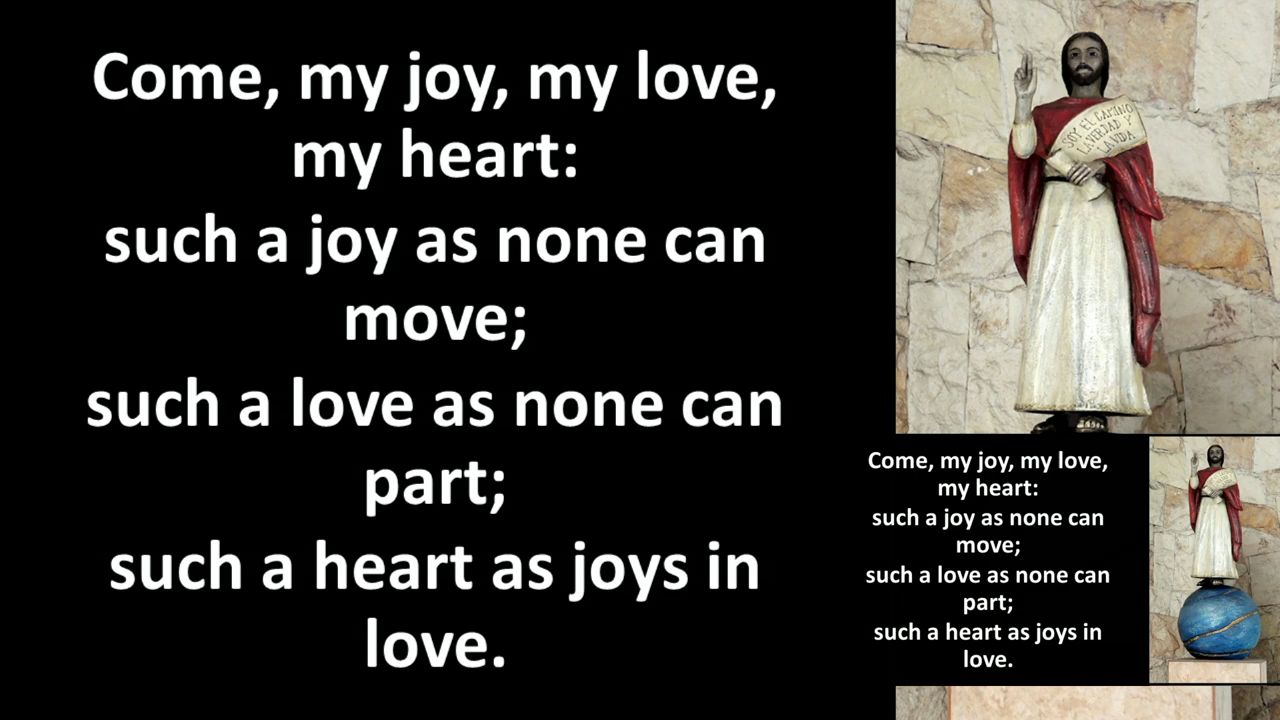 Come, my joy, my love,
my heart:
such a joy as none can
move;
such a love as none can
part;
such a heart as joys in
love.
SOY EL CAMINO
LA VERDAD Y
LA VIDA
Come, my joy, my love,
my heart:
such a joy as none can
move;
such a love as none can
part;
such a heart as joys in
love.